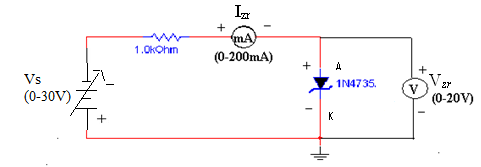 Izr
+ mA −
1.0kOhm
(0-200mA)
Vs
(0-30V)
−
+
+ A
1N4735.
− K
+
V
Vzr
(0-20V)
−